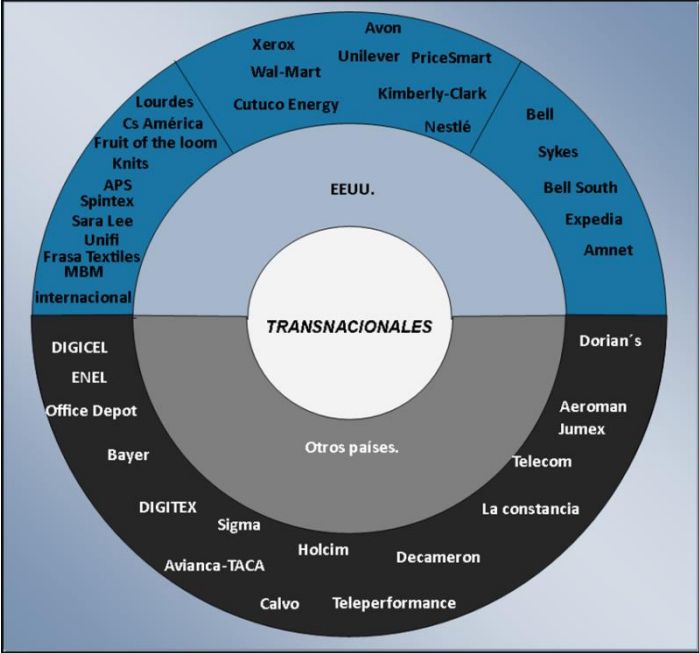 Avon
Xerox
Unilever
PriceSmart
Wal-Mart
Kimberly-Clark
Cutuco Energy
Nestlé
Lourdes
Cs América
Fruit of the loom
Knits
APS
Spintex
Sara Lee
Unifi
Frasa Textiles
MBM
internacional
Bell
Sykes
Bell South
Expedia
Amnet
EEUU.
TRANSNACIONALES
Otros países.
DIGICEL
ENEL
Office Depot
Bayer
DIGITEX
Sigma
Avianca-TACA
Holcim
Calvo
Teleperformance
Decameron
La constancia
Telecom
Aeroman
Jumex
Dorian´s